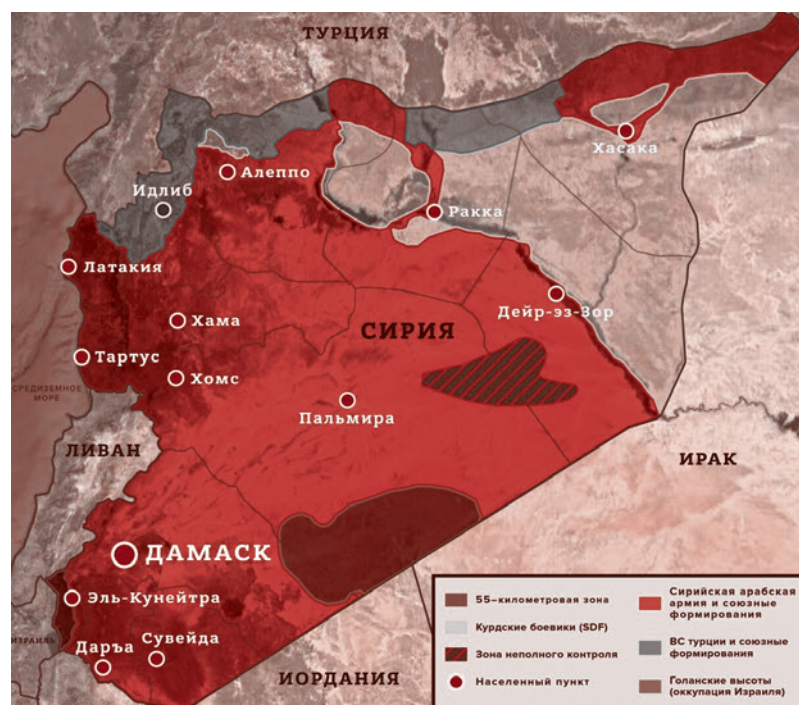 ТУРЦИЯ
Хасака
Алеппо
Идлиб
Ракка
Латакия
Дейр-эз-Зор
Хама
СИРИЯ
Тартус
СРЕДИЗЕМНОЕ
МОРЕ
Хомс
Пальмира
ЛИВАН
ИРАК
ДАМАСК
Эль-Кунейтра
ИЗРАИЛЬ
Сувейда
Даръа
ИОРДАНИЯ
55–километровая зона
Курдские боевики (SDF)
Зона неполного контроля
Населенный пункт
Сирийская арабская
армия и союзные
формирования
ВС турции и союзные
формирования
Голанские высоты
(оккупация Израиля)